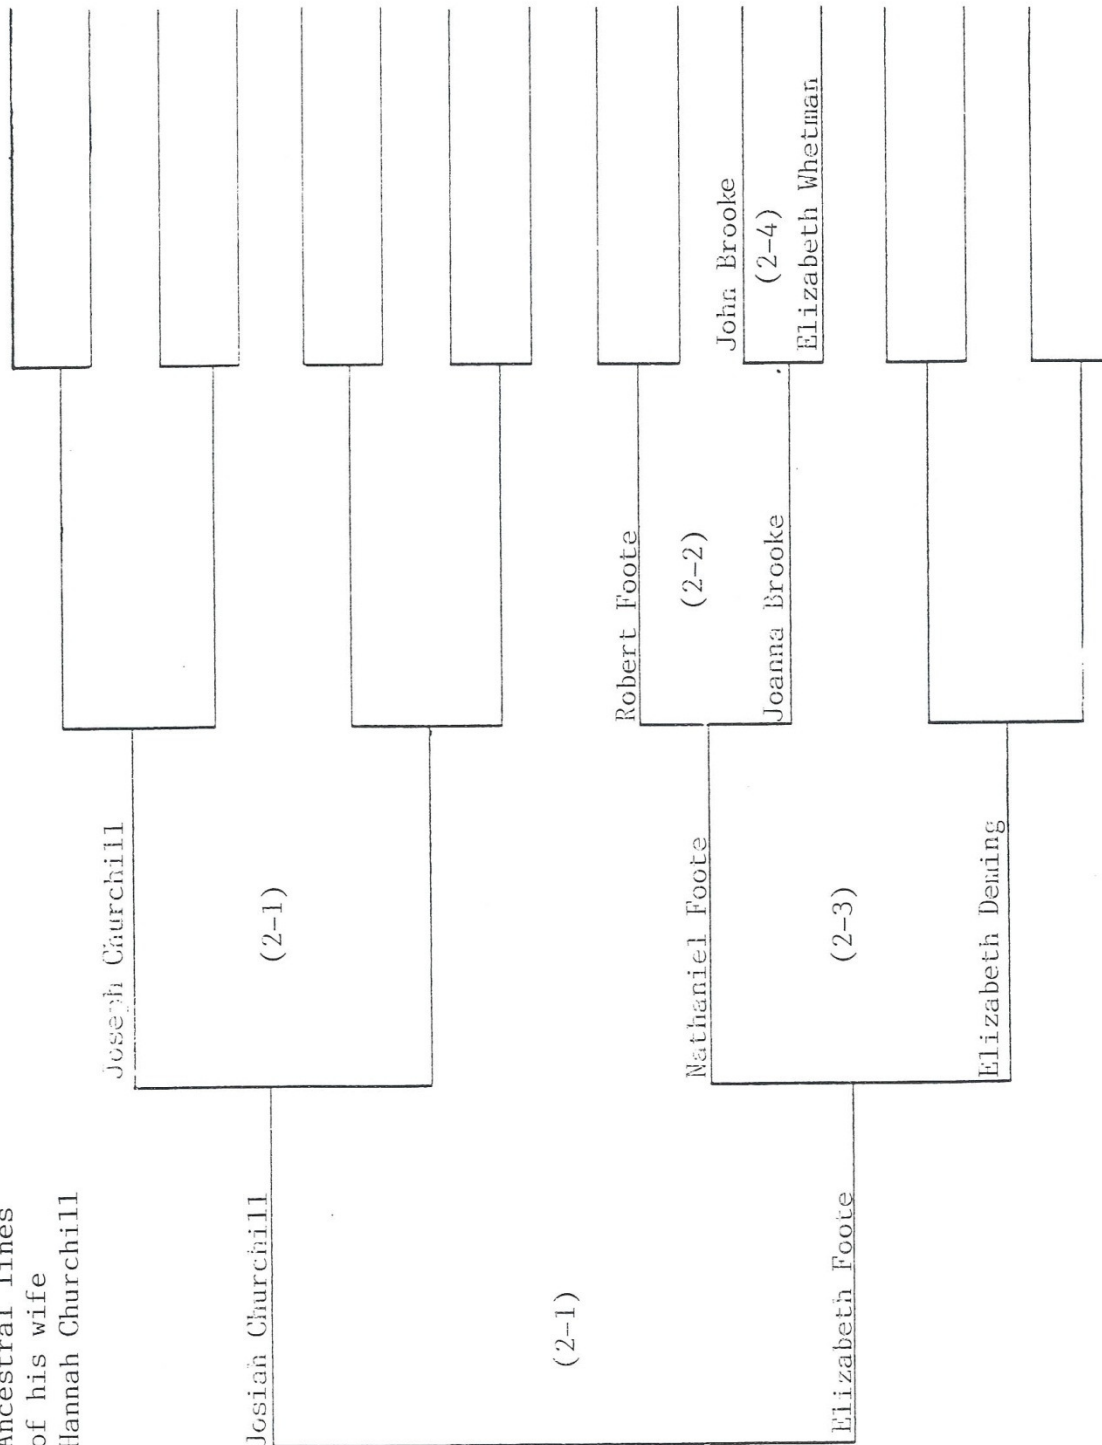 Ancestral lines
of his wife
Hannah Churchill
Josiah Churchill
(2-1)
Elizabeth Foote
Joseph Churchill
(2-1)
Nathaniel Foote
(2-3)
Elizabeth Deming
Robert Foote
(2-2)
Joanna Brooke
John Brooke
(2-4)
Elizabeth Whetman